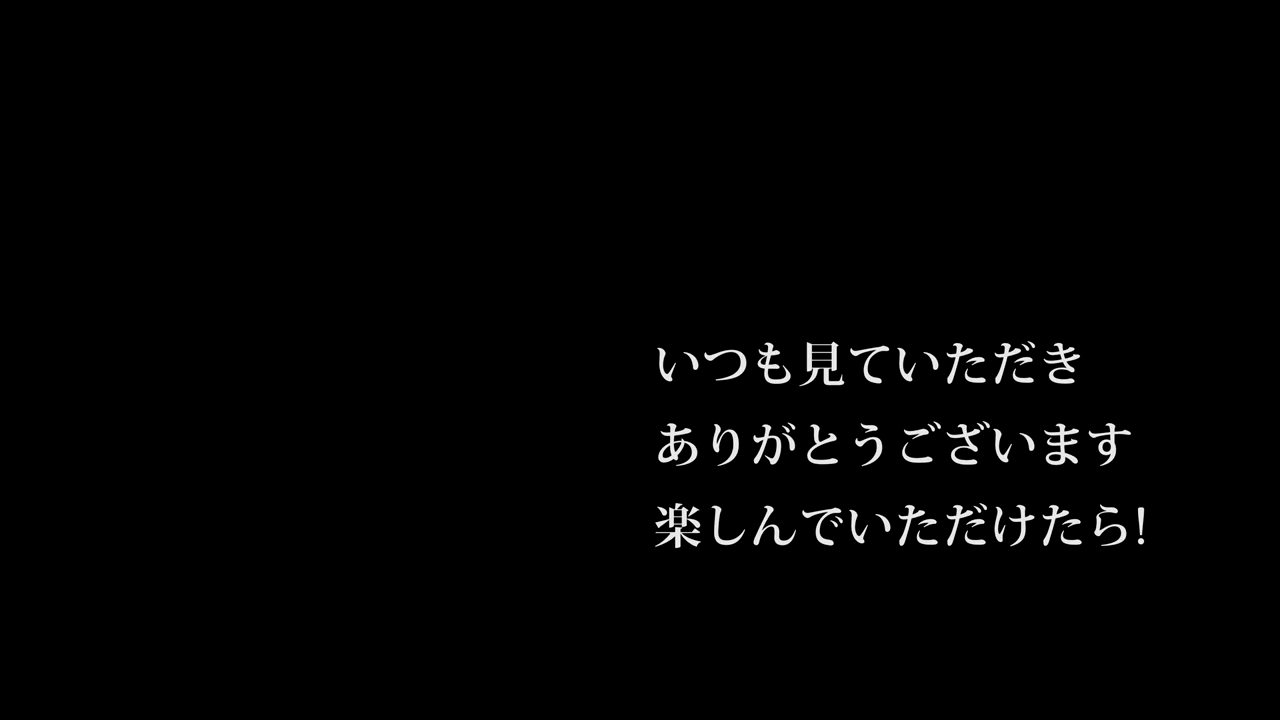 いつも見ていただき
ありがとうございます
楽しんでいただけたら!